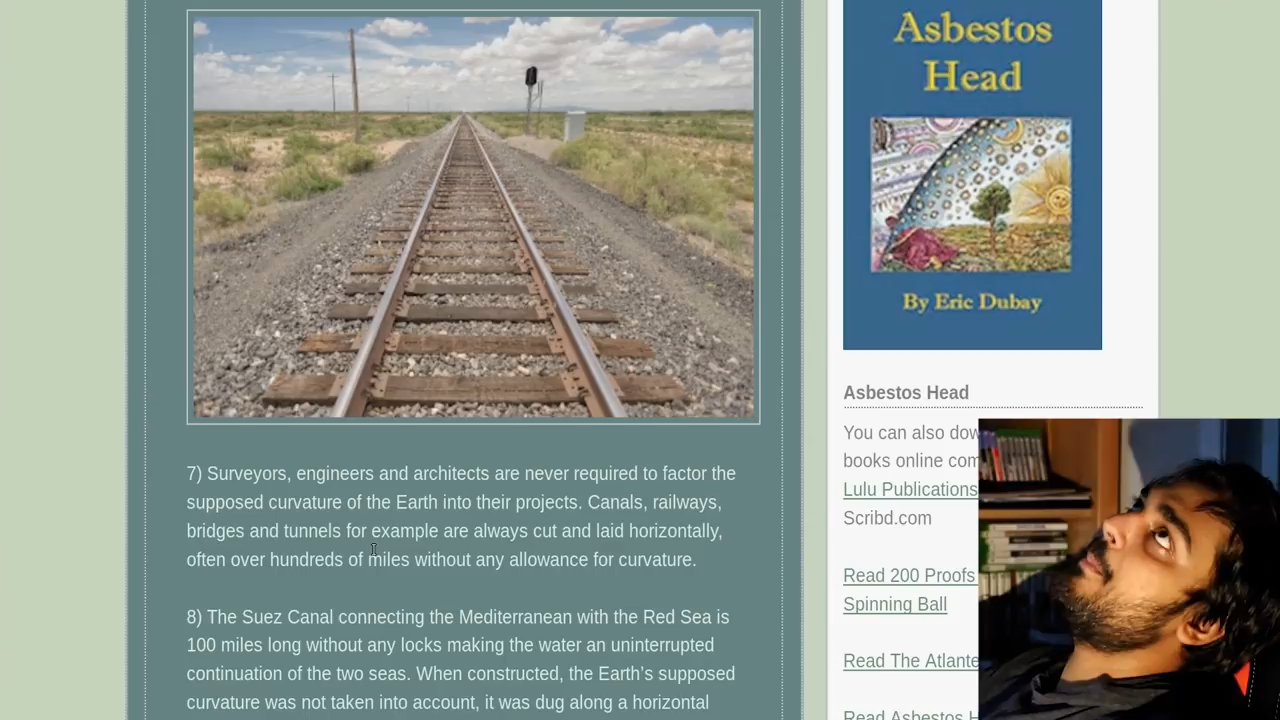 Asbestos
Head
By Eric Dubay
7) Surveyors, engineers and architects are never required to factor the
supposed curvature of the Earth into their projects. Canals, railways,
bridges and tunnels for example are always cut and laid horizontally,
often over hundreds of miles without any allowance for curvature.
8) The Suez Canal connecting the Mediterranean with the Red Sea is
100 miles long without any locks making the water an uninterrupted
continuation of the two seas. When constructed, the Earth's supposed
curvature was not taken into account, it was dug along a horizontal
Asbestos Head
You can also dow
books online com
Lulu Publications
Scribd.com
Read 200 Proofs
Spinning Ball
Read The Atlante
Read Asbestos H